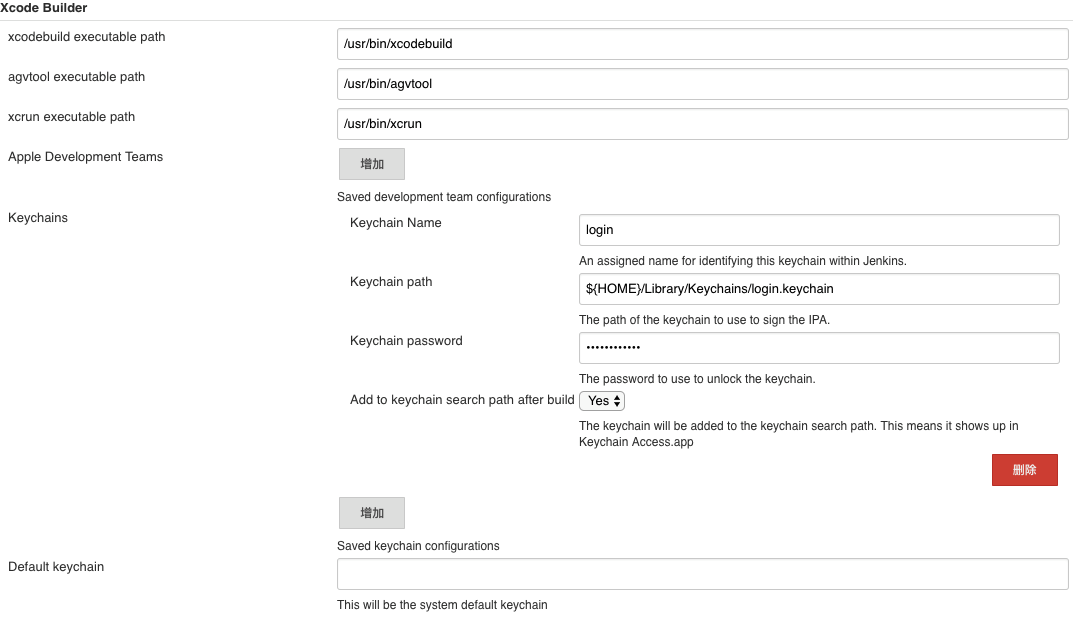 Xcode Builder
xcodebuild executable path
/usr/bin/xcodebuild
agvtool executable path
/usr/bin/agvtool
xcrun executable path
/usr/bin/xcrun
Apple Development Teams
增加
Saved development team configurations
Keychains
Keychain Name
login
An assigned name for identifying this keychain within Jenkins.
Keychain path
${HOME}/Library/Keychains/login.keychain
The path of the keychain to use to sign the IPA.
Keychain password
••••••••••••
The password to use to unlock the keychain.
Add to keychain search path after build
Yes
The keychain will be added to the keychain search path. This means it shows up in
Keychain Access.app
删除
增加
Saved keychain configurations
Default keychain
This will be the system default keychain